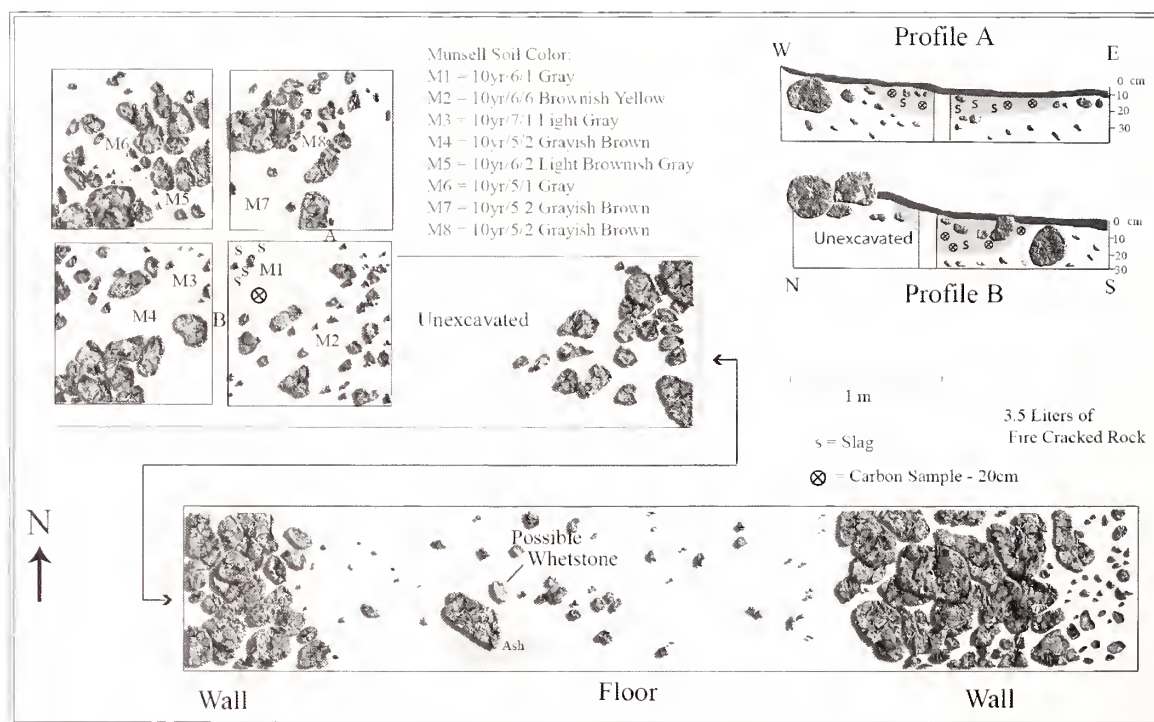 Munsell Soil Color:
M1 = 10yr/6/1 Gray
M2 = 10yr/6/6 Brownish Yellow
M3 = 10yr/7/1 Light Gray
M4 = 10yr/5/2 Grayish Brown
M5 = 10yr/6/2 Light Brownish Gray
M6 = 10yr/5/1 Gray
M7 = 10yr/5/2 Grayish Brown
M8 = 10yr/5/2 Grayish Brown
M6
M5
M8
M7
A
M3
M4
B
S
S
S
S
S
M1
M2
Unexcavated
Profile A
W
E
0 cm
10
20
30
S
S
S
S
S
Unexcavated
0 cm
10
20
30
S
N
S
Profile B
1 m
3.5 Liters of
Fire Cracked Rock
s = Slag
⊗ = Carbon Sample - 20cm
N
Possible
Whetstone
Ash
Wall
Floor
Wall